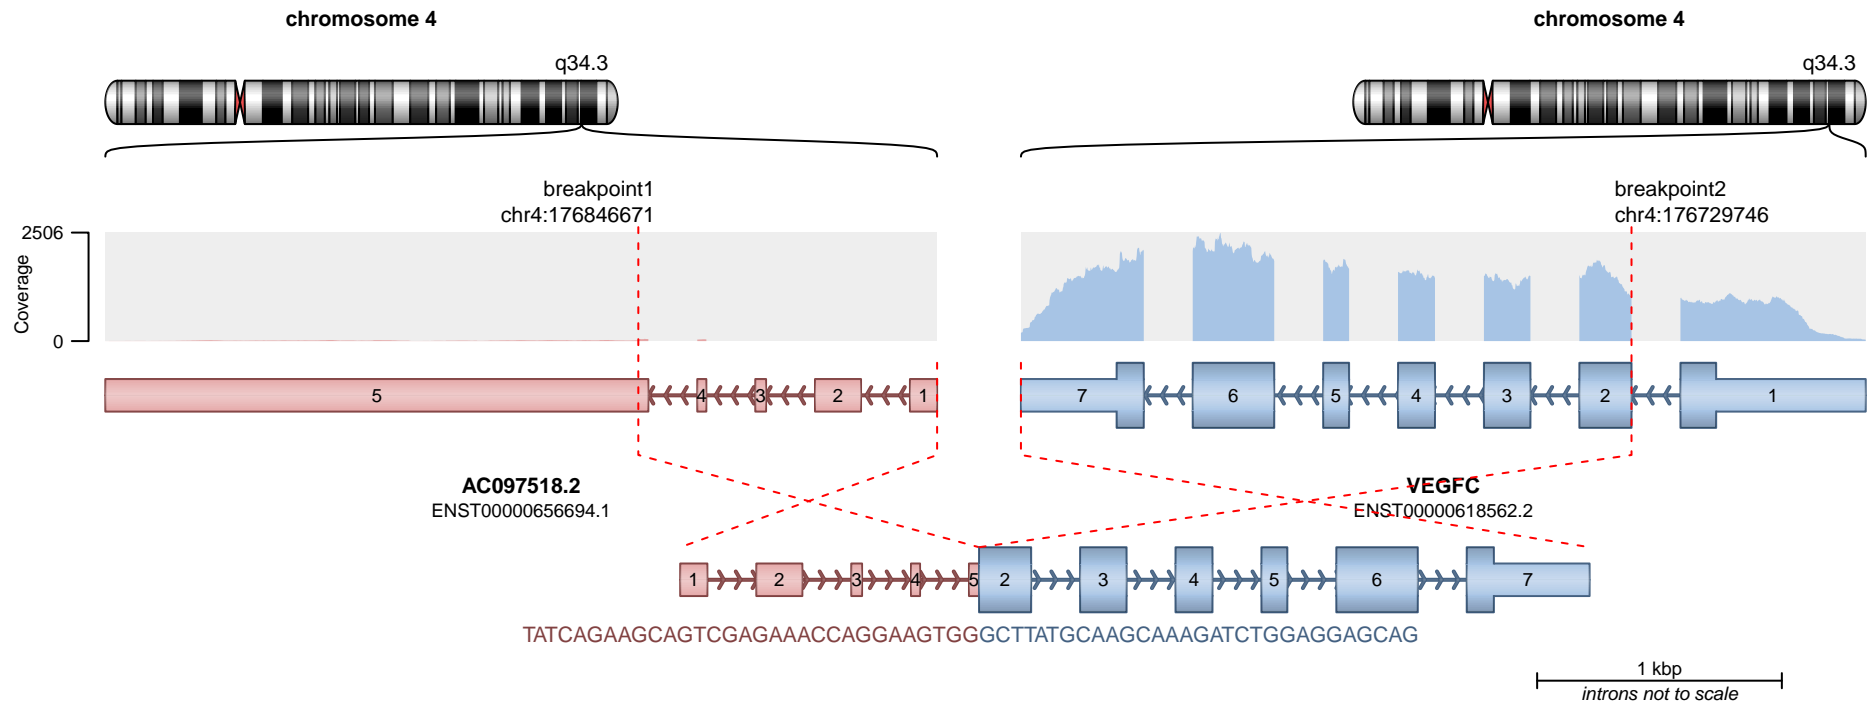 chromosome 4
chromosome 4
q34.3
q34.3
breakpoint1
chr4:176846671
breakpoint2
chr4:176729746
2506
Coverage
0
5 4 3 2 1
7 6 5 4 3 2 1
AC097518.2
ENST00000656694.1
VEGFC
ENST00000618562.2
1 2 3 4 5 2 3 4 5 6 7
TATCAGAAGCAGTCGAGAAACCAGGAAGTGGGCTTATGCAAGCAAAGATCTGGAGGAGCAG
1 kbp
introns not to scale